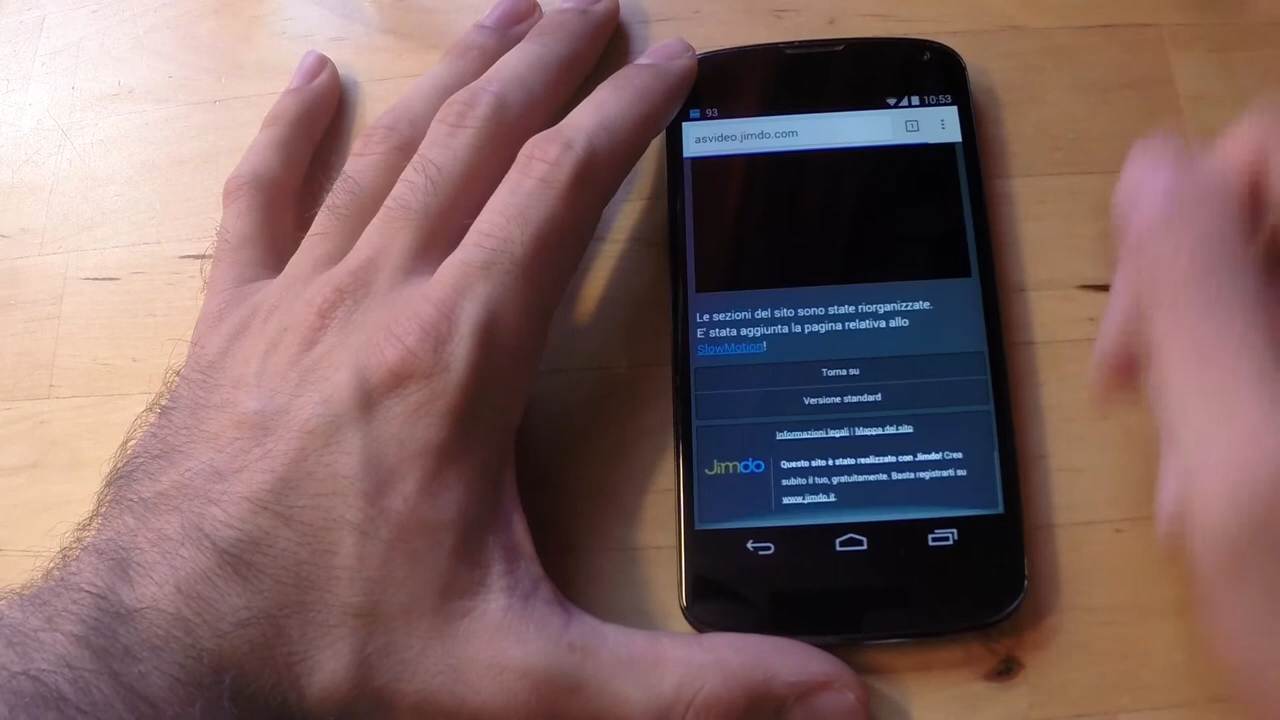 93
10:53
asvideo.jimdo.com
1
Le sezioni del sito sono state riorganizzate.
E' stata aggiunta la pagina relativa allo
SlowMotion!
Torna su
Versione standard
Informazioni legali | Mappa del sito
Jimdo
Questo sito è stato realizzato con Jimdo! Crea
subito il tuo, gratuitamente. Basta registrarti su
www.jimdo.it.